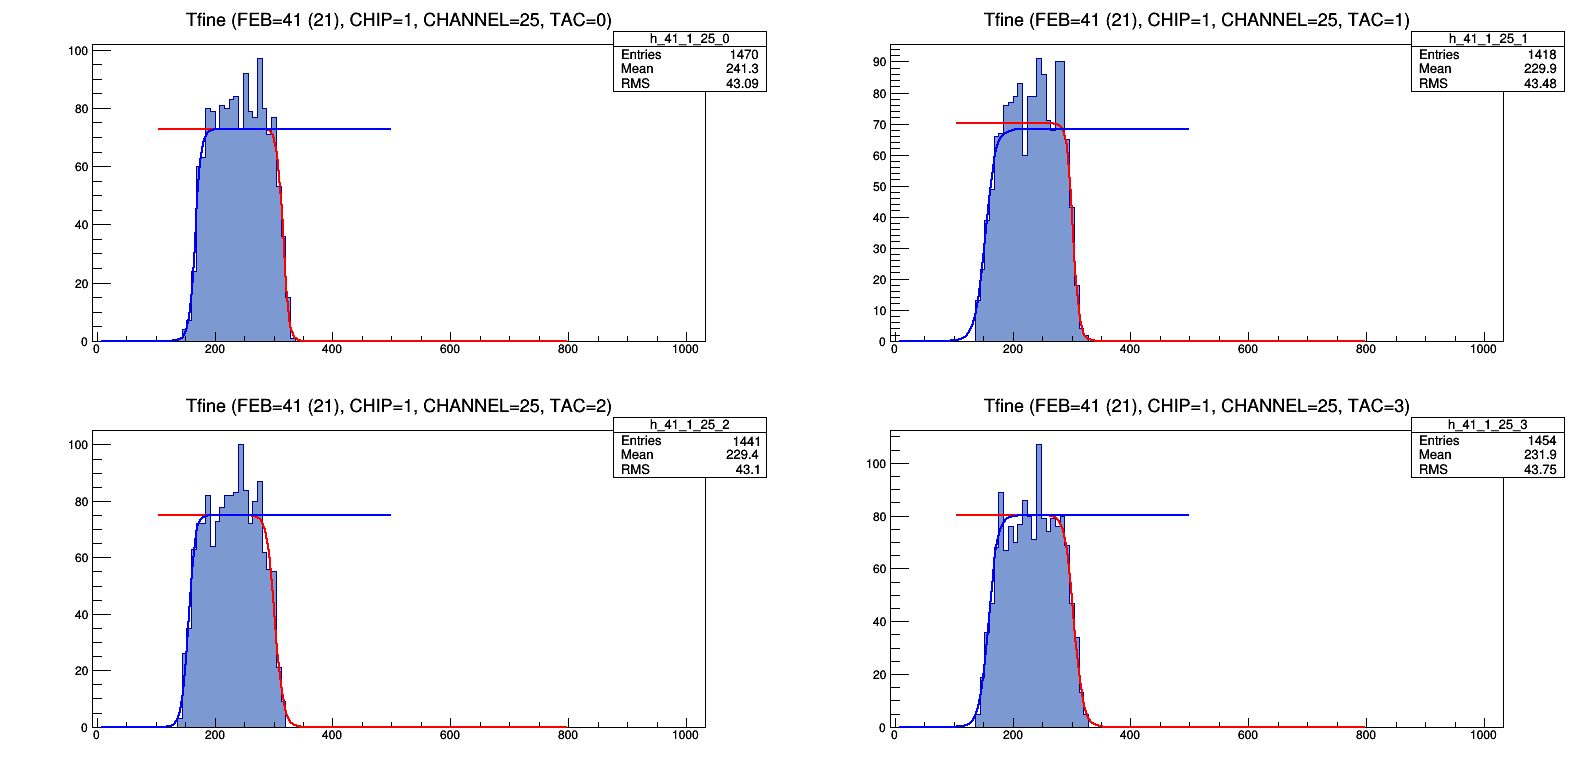 Tfine (FEB=41 (21), CHIP=1, CHANNEL=25, TAC=0)
h_41_1_25_0
Entries 1470
Mean 241.3
RMS 43.09
100
80
60
40
20
0
0 200 400 600 800 1000
Tfine (FEB=41 (21), CHIP=1, CHANNEL=25, TAC=1)
h_41_1_25_1
Entries 1418
Mean 229.9
RMS 43.48
90
80
70
60
50
40
30
20
10
0
0 200 400 600 800 1000
Tfine (FEB=41 (21), CHIP=1, CHANNEL=25, TAC=2)
h_41_1_25_2
Entries 1441
Mean 229.4
RMS 43.1
100
80
60
40
20
0
0 200 400 600 800 1000
Tfine (FEB=41 (21), CHIP=1, CHANNEL=25, TAC=3)
h_41_1_25_3
Entries 1454
Mean 231.9
RMS 43.75
100
80
60
40
20
0
0 200 400 600 800 1000